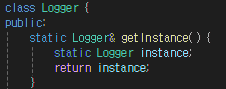 class Logger {
public:
    static Logger& getInstance() {
        static Logger instance;
        return instance;
    }